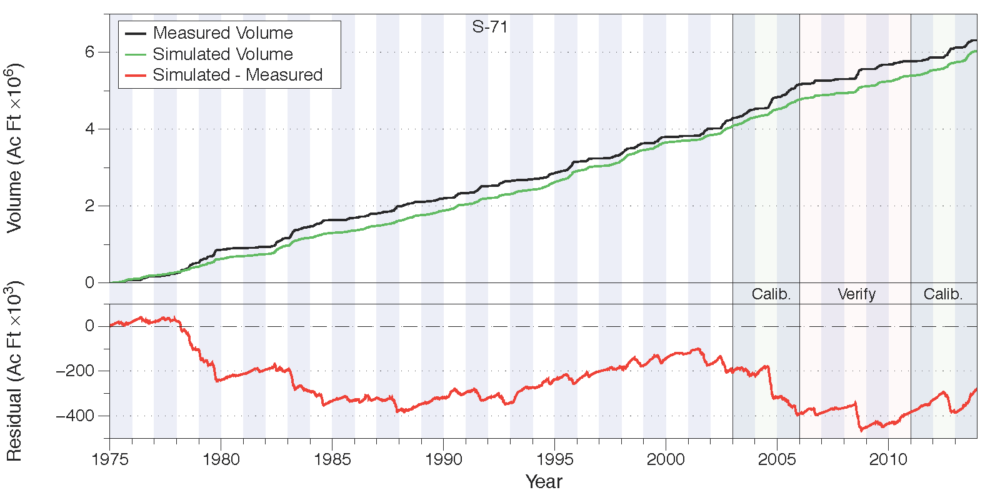 S-71
Measured Volume
Simulated Volume
Simulated - Measured
Volume (Ac Ft ×10⁶)
6
4
2
0
Calib.
Verify
Calib.
Residual (Ac Ft ×10³)
0
−200
−400
1975
1980
1985
1990
1995
2000
2005
2010
Year